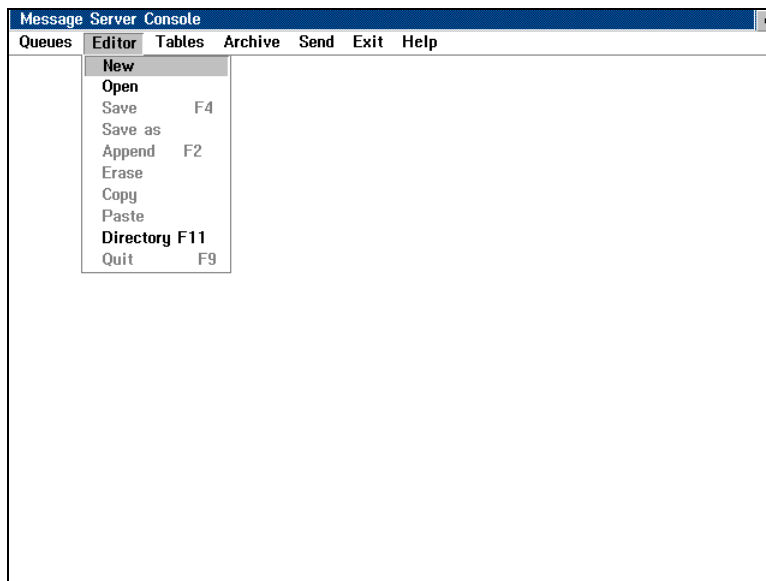 Message Server Console
Queues Editor Tables Archive Send Exit Help
New
Open
Save F4
Save as
Append F2
Erase
Copy
Paste
Directory F11
Quit F9